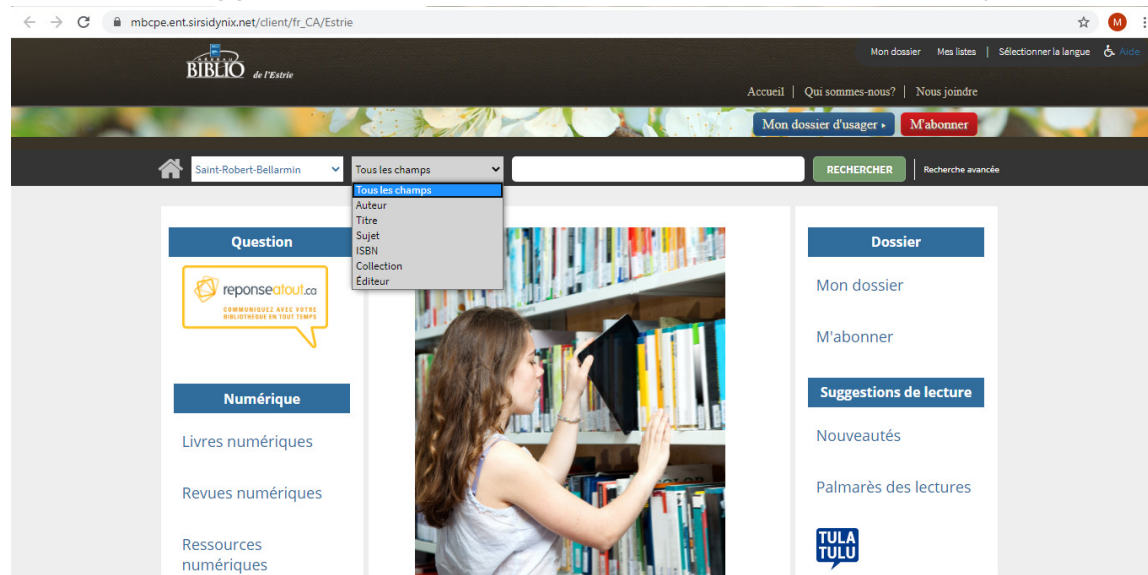 mbcpe.ent.sirsidynix.net/client/fr_CA/Estrie
M
Mon dossier Mes listes | Sélectionner la langue Aide
RÉSEAU
BIBLIO de l'Estrie
Accueil | Qui sommes-nous? | Nous joindre
Mon dossier d'usager ▸ M'abonner
Saint-Robert-Bellarmin Tous les champs RECHERCHER Recherche avancée
Tous les champs
Auteur
Titre
Sujet
ISBN
Collection
Éditeur
Question
reponseatout.ca
COMMUNIQUEZ AVEC VOTRE
BIBLIOTHÈQUE EN TOUT TEMPS
Numérique
Livres numériques
Revues numériques
Ressources
numériques
Dossier
Mon dossier
M'abonner
Suggestions de lecture
Nouveautés
Palmarès des lectures
TULA
TULU